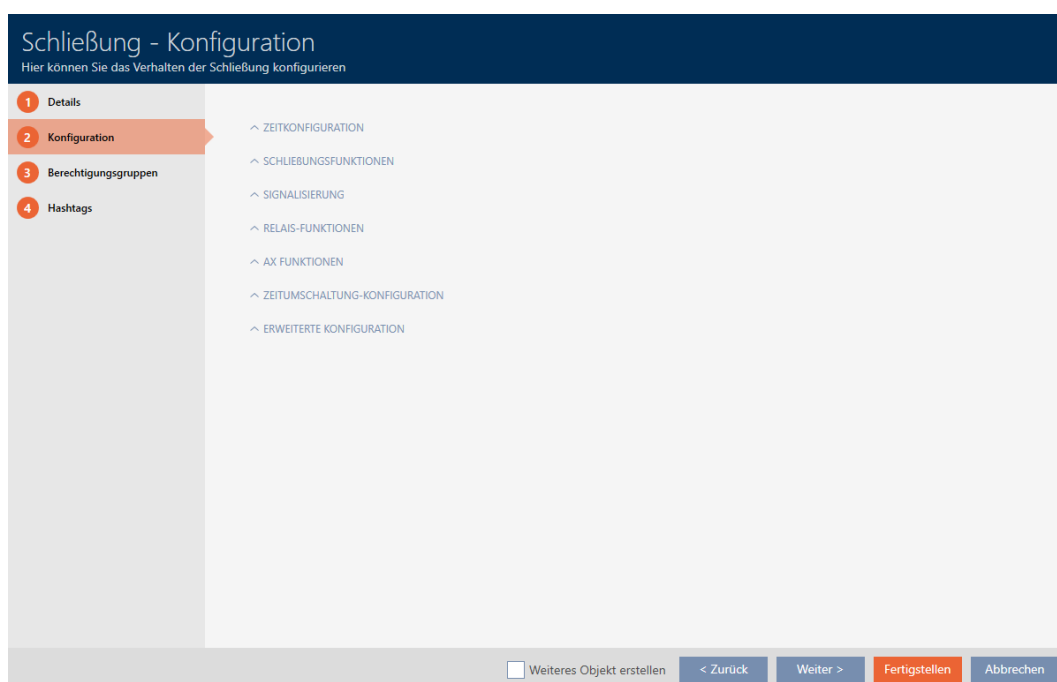 Schließung - Konfiguration
Hier können Sie das Verhalten der Schließung konfigurieren
1 Details
2 Konfiguration
3 Berechtigungsgruppen
4 Hashtags
ZEITKONFIGURATION
SCHLIEßUNGSFUNKTIONEN
SIGNALISIERUNG
RELAIS-FUNKTIONEN
AX FUNKTIONEN
ZEITUMSCHALTUNG-KONFIGURATION
ERWEITERTE KONFIGURATION
Weiteres Objekt erstellen < Zurück Weiter > Fertigstellen Abbrechen